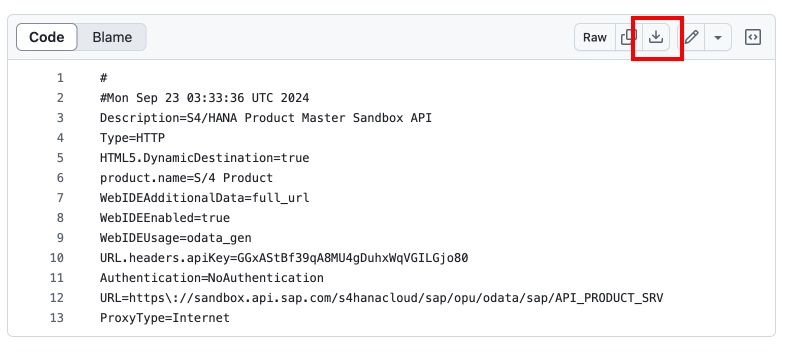 Code Blame Raw
1 #
2 #Mon Sep 23 03:33:36 UTC 2024
3 Description=S4/HANA Product Master Sandbox API
4 Type=HTTP
5 HTML5.DynamicDestination=true
6 product.name=S/4 Product
7 WebIDEAdditionalData=full_url
8 WebIDEEnabled=true
9 WebIDEUsage=odata_gen
10 URL.headers.apiKey=GGxAStBf39qA8MU4gDuhxWqVGILGjo80
11 Authentication=NoAuthentication
12 URL=https\://sandbox.api.sap.com/s4hanacloud/sap/opu/odata/sap/API_PRODUCT_SRV
13 ProxyType=Internet